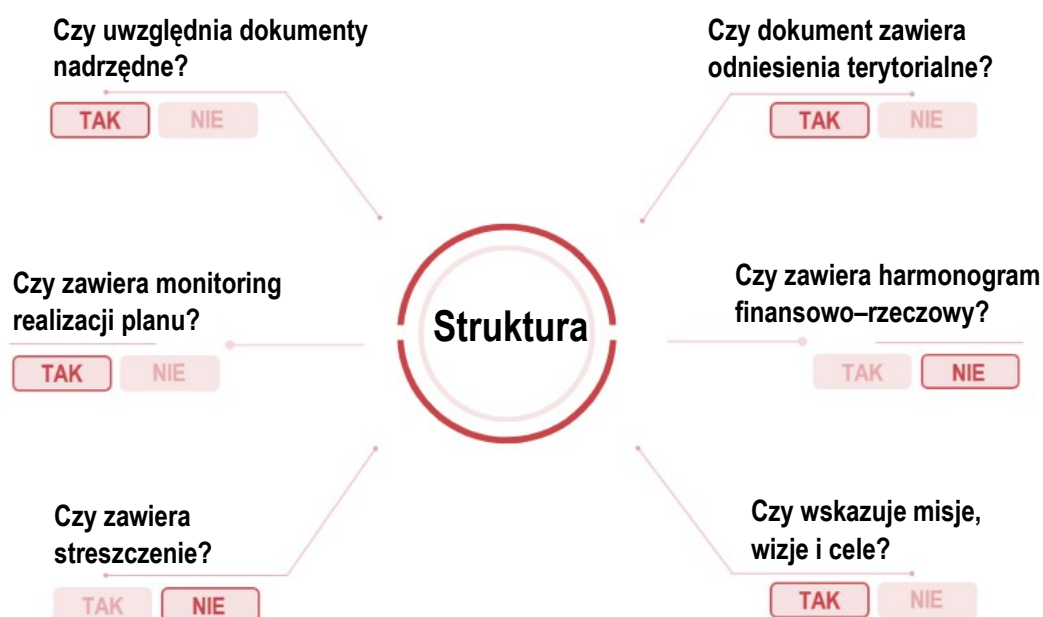 Czy uwzględnia dokumenty
nadrzędne?
TAK NIE
Czy dokument zawiera
odniesienia terytorialne?
TAK NIE
Czy zawiera monitoring
realizacji planu?
TAK NIE
Struktura
Czy zawiera harmonogram
finansowo–rzeczowy?
TAK NIE
Czy zawiera
streszczenie?
TAK NIE
Czy wskazuje misje,
wizje i cele?
TAK NIE